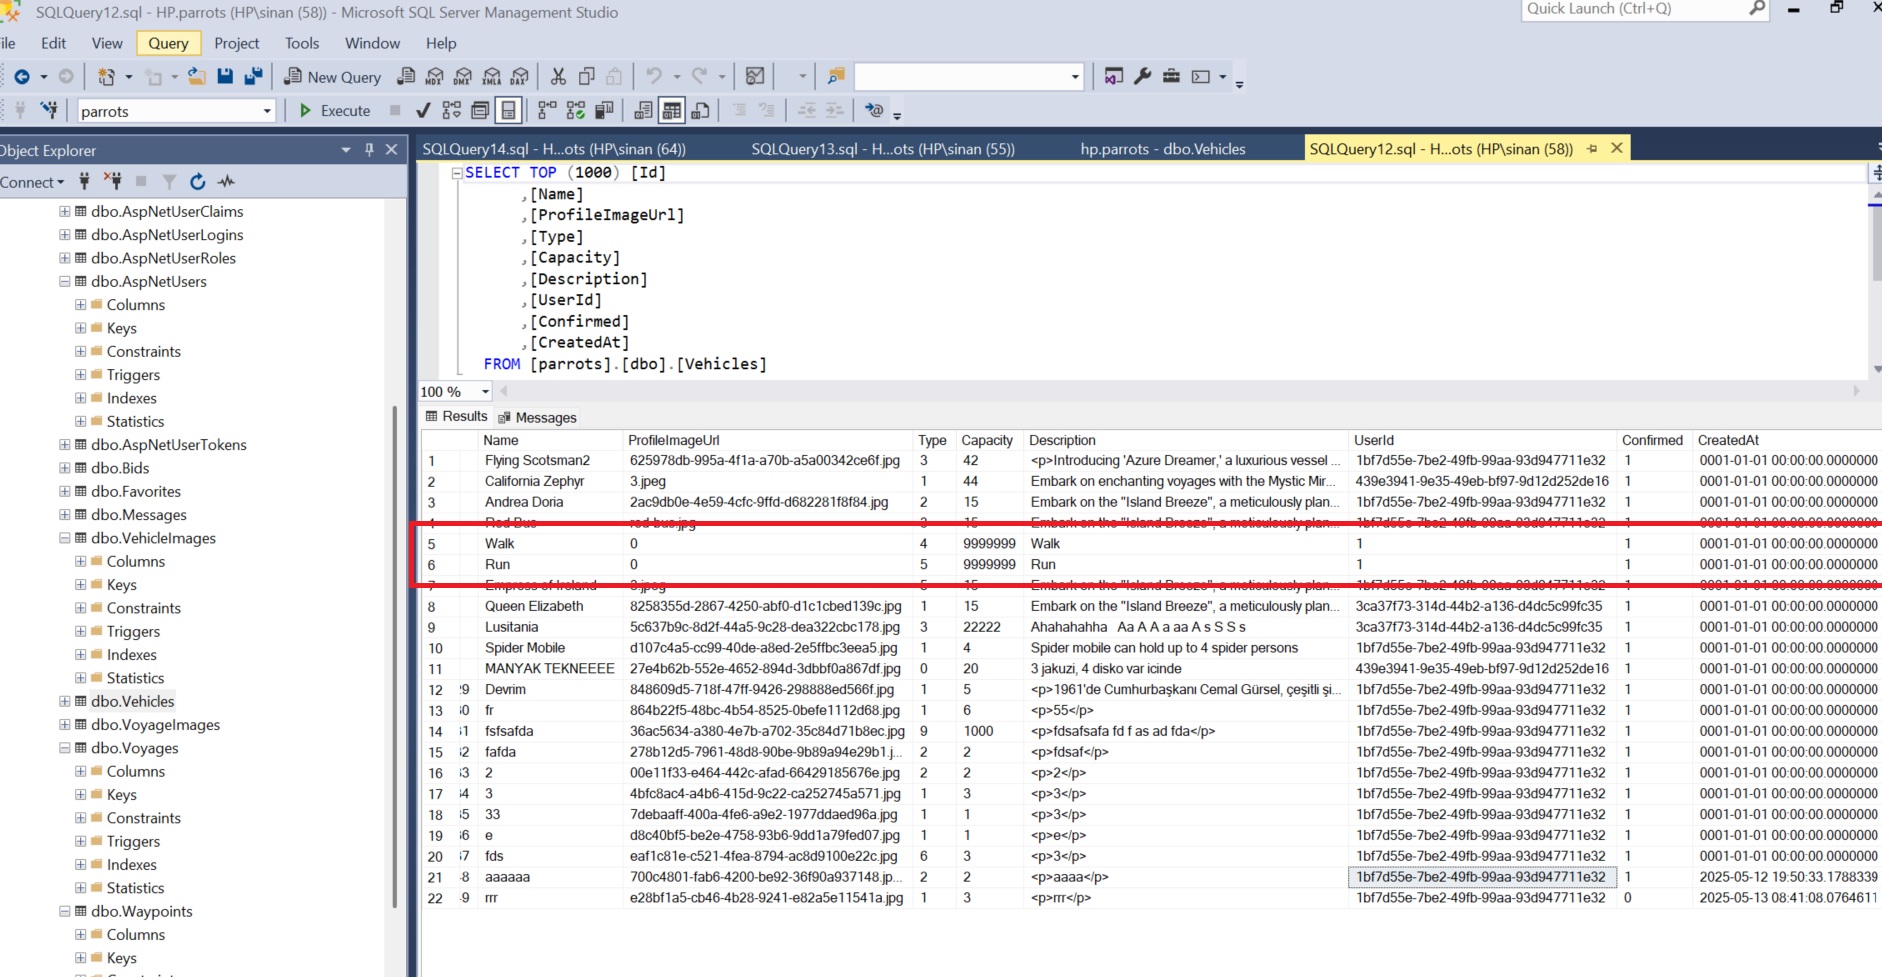 SQLQuery12.sql - HP.parrots (HP\sinan (58)) - Microsoft SQL Server Management Studio
Quick Launch (Ctrl+Q)
Edit View Query Project Tools Window Help
New Query
MDX DMX XMLA DAX
parrots
Execute
Object Explorer
Connect
SQLQuery14.sql - H...ots (HP\sinan (64))
SQLQuery13.sql - H...ots (HP\sinan (55))
hp.parrots - dbo.Vehicles
SQLQuery12.sql - H...ots (HP\sinan (58))
dbo.AspNetUserClaims
dbo.AspNetUserLogins
dbo.AspNetUserRoles
dbo.AspNetUsers
Columns
Keys
Constraints
Triggers
Indexes
Statistics
dbo.AspNetUserTokens
dbo.Bids
dbo.Favorites
dbo.Messages
dbo.VehicleImages
Columns
Keys
Constraints
Triggers
Indexes
Statistics
dbo.Vehicles
dbo.VoyageImages
dbo.Voyages
Columns
Keys
Constraints
Triggers
Indexes
Statistics
dbo.Waypoints
Columns
Keys
SELECT TOP (1000) [Id]
,[Name]
,[ProfileImageUrl]
,[Type]
,[Capacity]
,[Description]
,[UserId]
,[Confirmed]
,[CreatedAt]
FROM [parrots].[dbo].[Vehicles]
100 %
Results Messages
Name ProfileImageUrl Type Capacity Description UserId Confirmed CreatedAt
1 Flying Scotsman2 625978db-995a-4f1a-a70b-a5a00342ce6f.jpg 3 42 <p>Introducing 'Azure Dreamer,' a luxurious vessel ... 1bf7d55e-7be2-49fb-99aa-93d947711e32 1 0001-01-01 00:00:00.0000000
2 California Zephyr 3.jpeg 1 44 Embark on enchanting voyages with the Mystic Mir... 439e3941-9e35-49eb-bf97-9d12d252de16 1 0001-01-01 00:00:00.0000000
3 Andrea Doria 2ac9db0e-4e59-4cfc-9ffd-d682281f8f84.jpg 2 15 Embark on the "Island Breeze", a meticulously plan... 1bf7d55e-7be2-49fb-99aa-93d947711e32 1 0001-01-01 00:00:00.0000000
4 Red Bus red bus.jpg 3 15 Embark on the "Island Breeze", a meticulously plan... 1bf7d55e-7be2-49fb-99aa-93d947711e32 1 0001-01-01 00:00:00.0000000
5 Walk 0 4 9999999 Walk 1 1 0001-01-01 00:00:00.0000000
6 Run 0 5 9999999 Run 1 1 0001-01-01 00:00:00.0000000
7 Empress of Ireland 3.jpeg 5 15 Embark on the "Island Breeze", a meticulously plan... 1bf7d55e-7be2-49fb-99aa-93d947711e32 1 0001-01-01 00:00:00.0000000
8 Queen Elizabeth 8258355d-2867-4250-abf0-d1c1cbed139c.jpg 1 15 Embark on the "Island Breeze", a meticulously plan... 3ca37f73-314d-44b2-a136-d4dc5c99fc35 1 0001-01-01 00:00:00.0000000
9 Lusitania 5c637b9c-8d2f-44a5-9c28-dea322cbc178.jpg 3 22222 Ahahahahha Aa A A a aa A s S S s 3ca37f73-314d-44b2-a136-d4dc5c99fc35 1 0001-01-01 00:00:00.0000000
10 Spider Mobile d107c4a5-cc99-40de-a8ed-2e5ffbc3eea5.jpg 1 4 Spider mobile can hold up to 4 spider persons 1bf7d55e-7be2-49fb-99aa-93d947711e32 1 0001-01-01 00:00:00.0000000
11 MANYAK TEKNEEEE 27e4b62b-552e-4652-894d-3dbbf0a867df.jpg 0 20 3 jakuzi, 4 disko var icinde 439e3941-9e35-49eb-bf97-9d12d252de16 1 0001-01-01 00:00:00.0000000
12 29 Devrim 848609d5-718f-47ff-9426-298888ed566f.jpg 1 5 <p>1961'de Cumhurbaşkanı Cemal Gürsel, çeşitli şi... 1bf7d55e-7be2-49fb-99aa-93d947711e32 1 0001-01-01 00:00:00.0000000
13 30 fr 864b22f5-48bc-4b54-8525-0befe1112d68.jpg 1 6 <p>55</p> 1bf7d55e-7be2-49fb-99aa-93d947711e32 1 0001-01-01 00:00:00.0000000
14 31 fsfsafda 36ac5634-a380-4e7b-a702-35c84d71b8ec.jpg 9 1000 <p>fdsafsafa fd f as ad fda</p> 1bf7d55e-7be2-49fb-99aa-93d947711e32 1 0001-01-01 00:00:00.0000000
15 32 fafda 278b12d5-7961-48d8-90be-9b89a94e29b1.j... 2 2 <p>fdsaf</p> 1bf7d55e-7be2-49fb-99aa-93d947711e32 1 0001-01-01 00:00:00.0000000
16 33 2 00e11f33-e464-442c-afad-66429185676e.jpg 2 2 <p>2</p> 1bf7d55e-7be2-49fb-99aa-93d947711e32 1 0001-01-01 00:00:00.0000000
17 34 3 4bfc8ac4-a4b6-415d-9c22-ca252745a571.jpg 1 3 <p>3</p> 1bf7d55e-7be2-49fb-99aa-93d947711e32 1 0001-01-01 00:00:00.0000000
18 35 33 7debaaff-400a-4fe6-a9e2-1977ddaed96a.jpg 1 1 <p>3</p> 1bf7d55e-7be2-49fb-99aa-93d947711e32 1 0001-01-01 00:00:00.0000000
19 36 e d8c40bf5-be2e-4758-93b6-9dd1a79fed07.jpg 1 1 <p>e</p> 1bf7d55e-7be2-49fb-99aa-93d947711e32 1 0001-01-01 00:00:00.0000000
20 37 fds eaf1c81e-c521-4fea-8794-ac8d9100e22c.jpg 6 3 <p>3</p> 1bf7d55e-7be2-49fb-99aa-93d947711e32 1 0001-01-01 00:00:00.0000000
21 aaaaaa 700c4801-fab6-4200-be92-36f90a937148.jp... 2 2 <p>aaaa</p> 1bf7d55e-7be2-49fb-99aa-93d947711e32 1 2025-05-12 19:50:33.1788339
22 rrr e28bf1a5-cb46-4b28-9241-e82a5e11541a.jpg 1 3 <p>rrr</p> 1bf7d55e-7be2-49fb-99aa-93d947711e32 0 2025-05-13 08:41:08.0764611